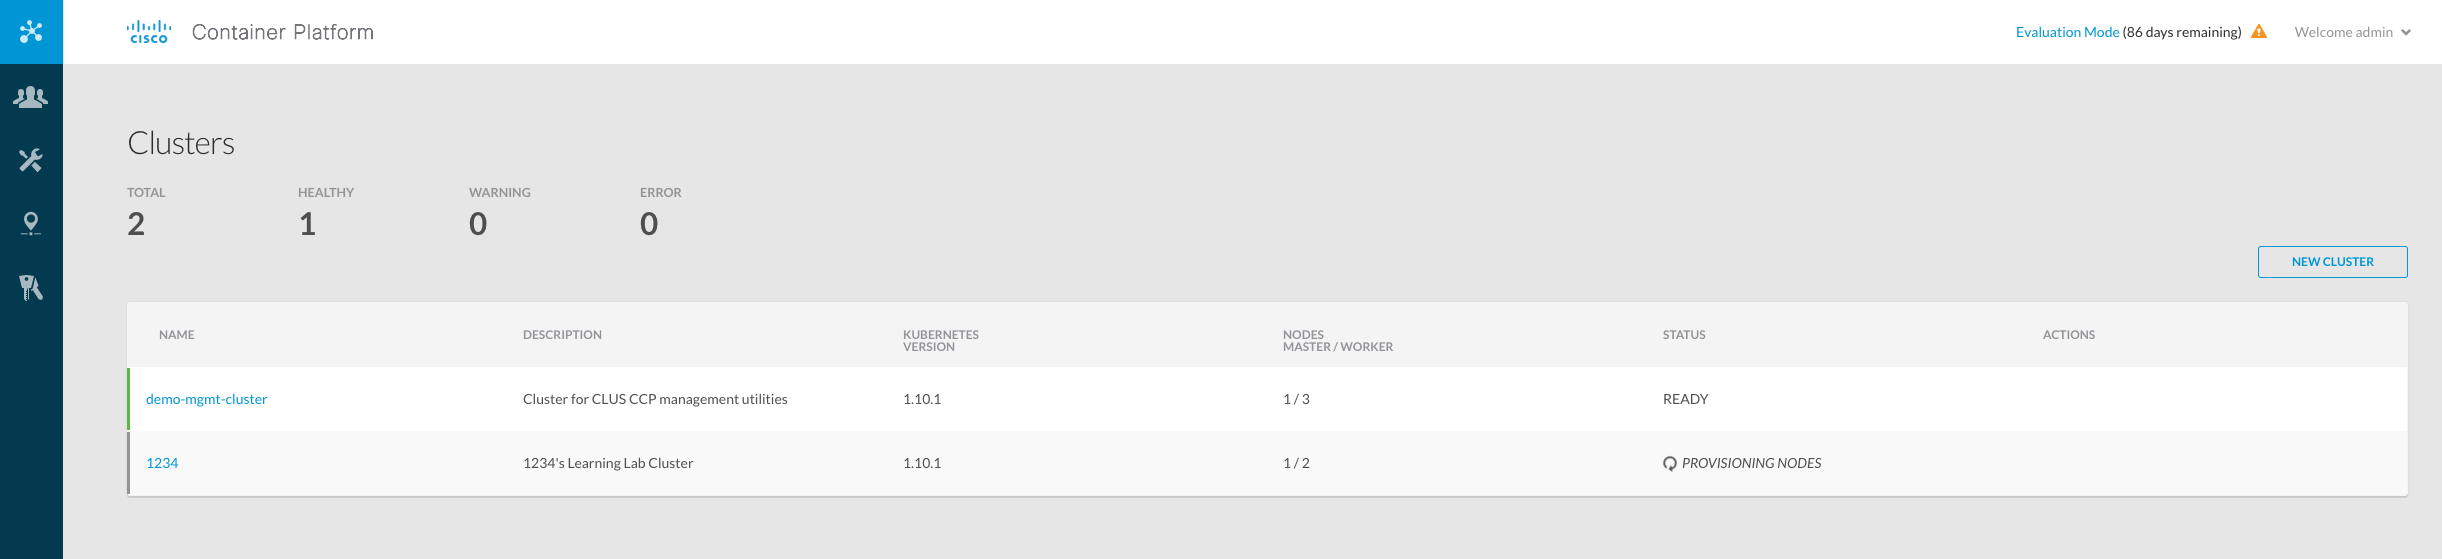 CISCO Container Platform
Evaluation Mode (86 days remaining) Welcome admin
Clusters
TOTAL HEALTHY WARNING ERROR
2 1 0 0
NEW CLUSTER
NAME DESCRIPTION KUBERNETES VERSION NODES MASTER / WORKER STATUS ACTIONS
demo-mgmt-cluster Cluster for CLUS CCP management utilities 1.10.1 1 / 3 READY
1234 1234's Learning Lab Cluster 1.10.1 1 / 2 PROVISIONING NODES